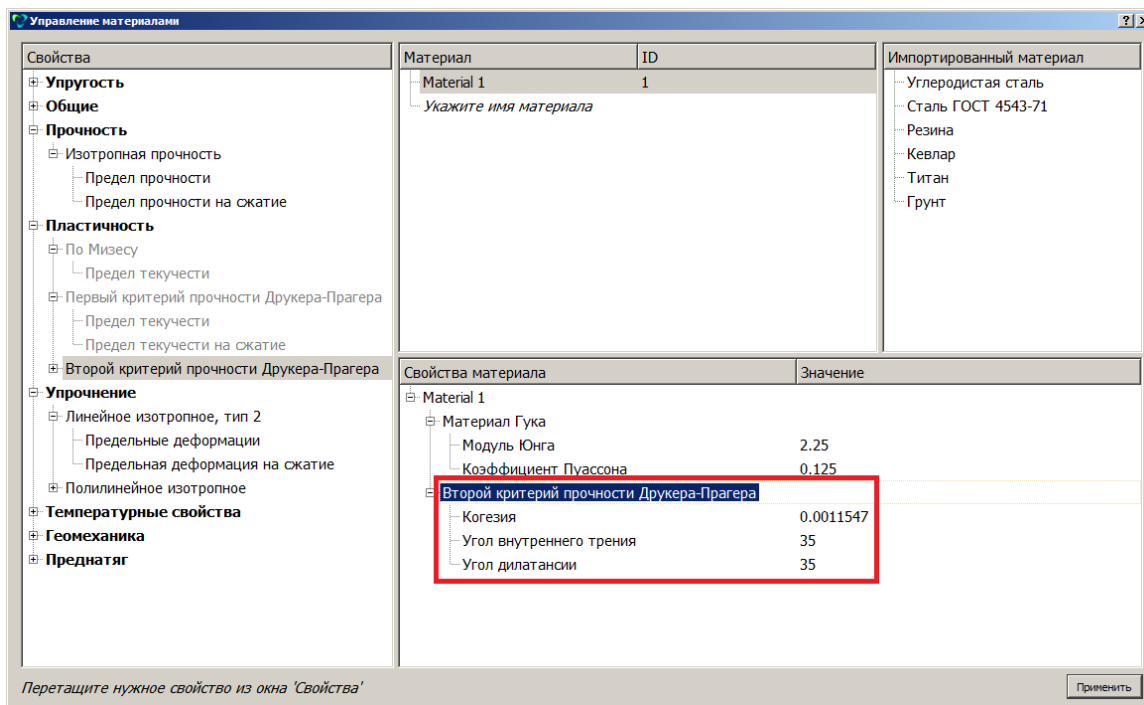 Управление материалами
Свойства
Упругость
Общие
Прочность
Изотропная прочность
Предел прочности
Предел прочности на сжатие
Пластичность
По Мизесу
Предел текучести
Первый критерий прочности Друкера-Прагера
Предел текучести
Предел текучести на сжатие
Второй критерий прочности Друкера-Прагера
Упрочнение
Линейное изотропное, тип 2
Предельные деформации
Предельная деформация на сжатие
Полилинейное изотропное
Температурные свойства
Геомеханика
Преднатяг
Материал ID
Material 1 1
Укажите имя материала
Импортированный материал
Углеродистая сталь
Сталь ГОСТ 4543-71
Резина
Кевлар
Титан
Грунт
Свойства материала Значение
Material 1
Материал Гука
Модуль Юнга 2.25
Коэффициент Пуассона 0.125
Второй критерий прочности Друкера-Прагера
Когезия 0.0011547
Угол внутреннего трения 35
Угол дилатансии 35
Перетащите нужное свойство из окна 'Свойства'
Применить